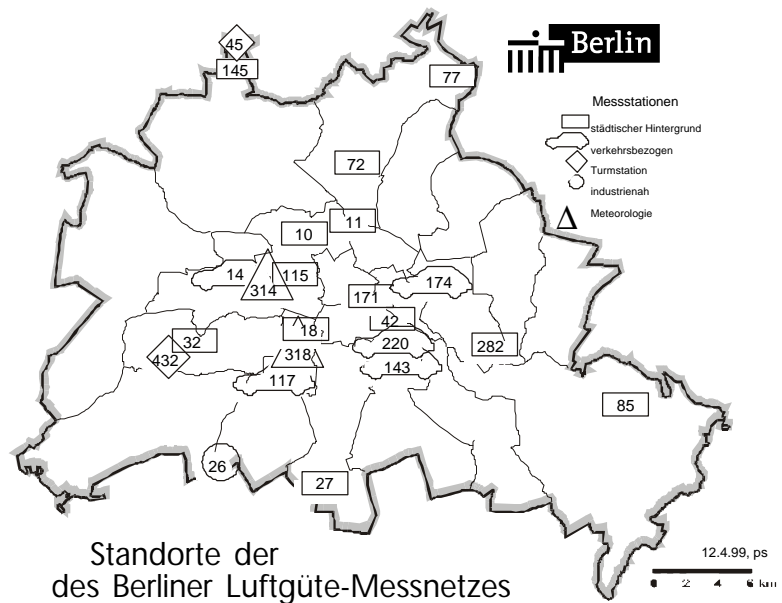 45
145
77
Berlin
Messstationen
städtischer Hintergrund
verkehrsbezogen
Turmstation
industrienah
Meteorologie
72
11
10
14
115
314
174
171
42
18
32
432
220
282
318
117
143
85
26
27
Standorte der
des Berliner Luftgüte-Messnetzes
12.4.99, ps
0 2 4 6 km